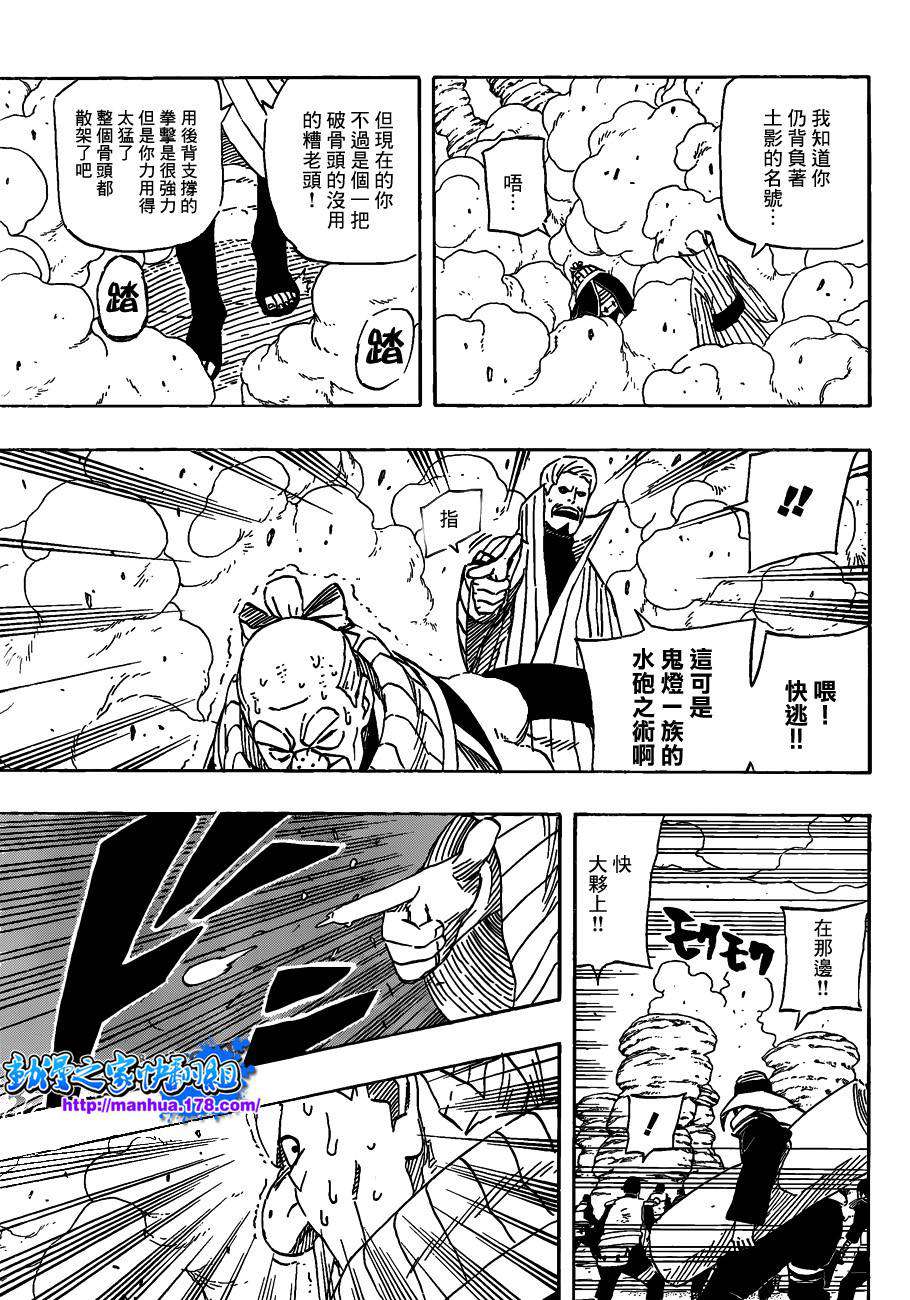 我知道你
仍背負著
土影的名號…
唔…
但現在的你
不過是個一把
破骨頭的沒用
的糟老頭！
用後背支撐的
拳擊是很強力
但是你力用得
太猛了
整個骨頭都
散架了吧
踏
踏
!!
指
喂！
快逃!!
這可是
鬼燈一族的
水砲之術啊
在那邊!!
快
大夥上!!
モクモク
!
動漫之家快翻組
http://manhua.178.com/